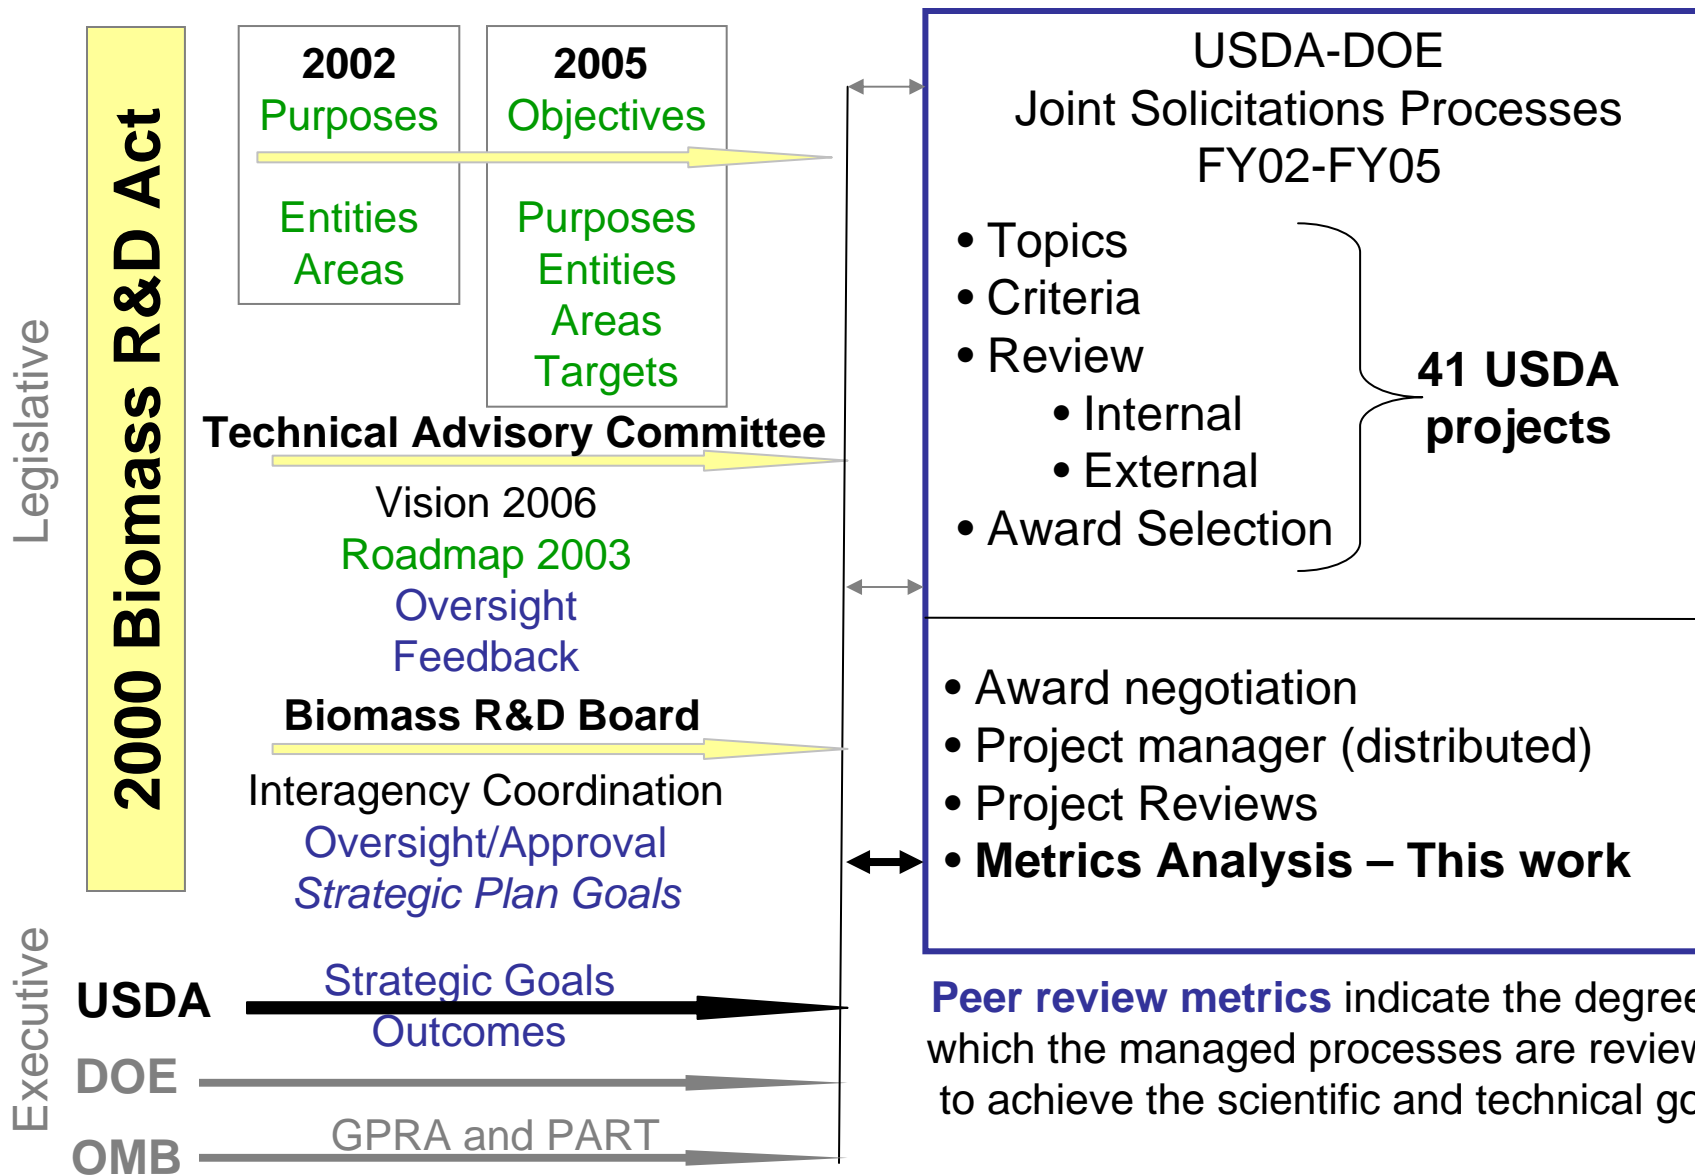 Legislative
2000 Biomass R&D Act
2002
Purposes
Entities
Areas
2005
Objectives
Purposes
Entities
Areas
Targets
Technical Advisory Committee
Vision 2006
Roadmap 2003
Oversight
Feedback
Biomass R&D Board
Interagency Coordination
Oversight/Approval
Strategic Plan Goals
Executive
USDA
Strategic Goals
Outcomes
DOE
OMB
GPRA and PART
USDA-DOE
Joint Solicitations Processes
FY02-FY05
• Topics
• Criteria
• Review
• Internal
• External
• Award Selection
41 USDA
projects
• Award negotiation
• Project manager (distributed)
• Project Reviews
• Metrics Analysis – This work
Peer review metrics indicate the degree
which the managed processes are review
to achieve the scientific and technical go